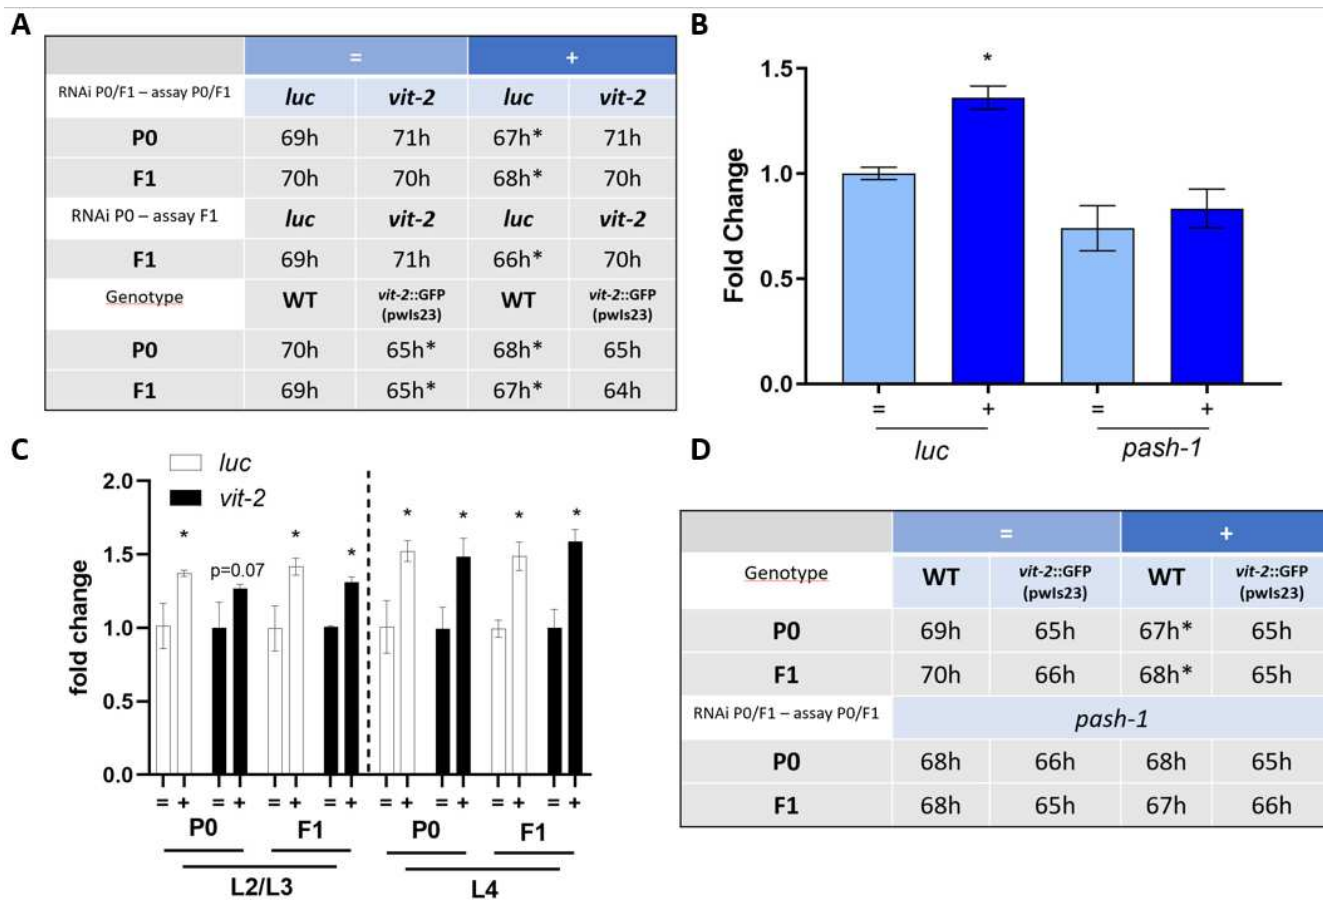 A
= +
RNAi P0/F1 – assay P0/F1 luc vit-2 luc vit-2
P0 69h 71h 67h* 71h
F1 70h 70h 68h* 70h
RNAi P0 – assay F1 luc vit-2 luc vit-2
F1 69h 71h 66h* 70h
Genotype WT vit-2::GFP WT vit-2::GFP
(pwIs23) (pwIs23)
P0 70h 65h* 68h* 65h
F1 69h 65h* 67h* 64h
B
Fold Change
1.5
1.0
0.5
0.0
*
= + = +
luc pash-1
C
luc
vit-2
fold change
2.0
1.5
1.0
0.5
0.0
* p=0.07 * * * * * *
= + = + = + = + = + = + = + = +
P0 F1 P0 F1
L2/L3 L4
D
= +
Genotype WT vit-2::GFP WT vit-2::GFP
(pwIs23) (pwIs23)
P0 69h 65h 67h* 65h
F1 70h 66h 68h* 65h
RNAi P0/F1 – assay P0/F1 pash-1
P0 68h 66h 68h 65h
F1 68h 65h 67h 66h